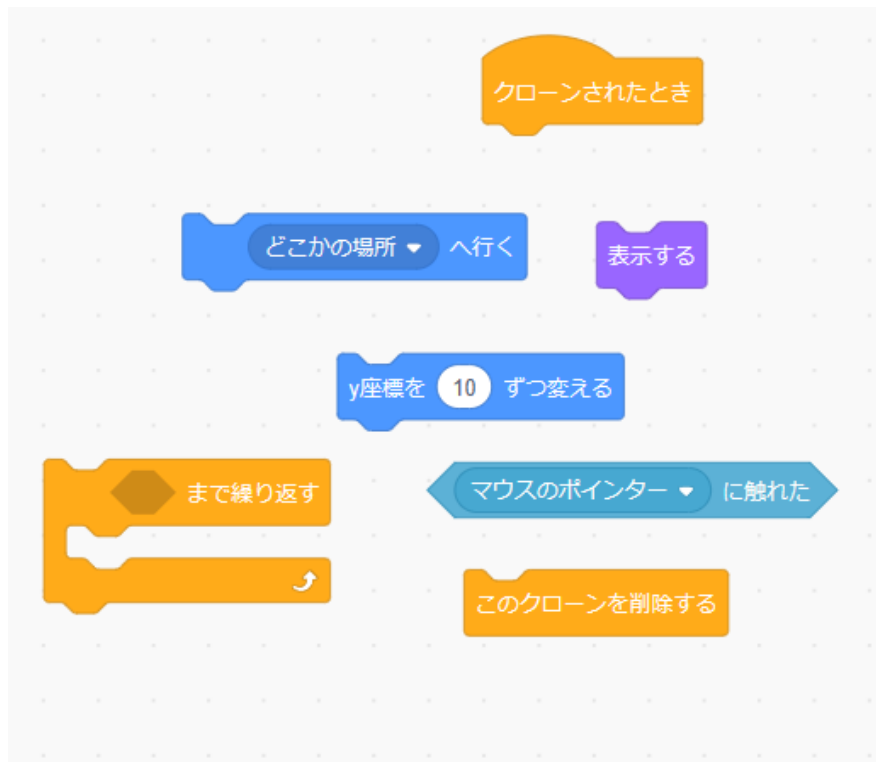 クローンされたとき
どこかの場所 へ行く
表示する
y座標を 10 ずつ変える
まで繰り返す
マウスのポインター に触れた
このクローンを削除する